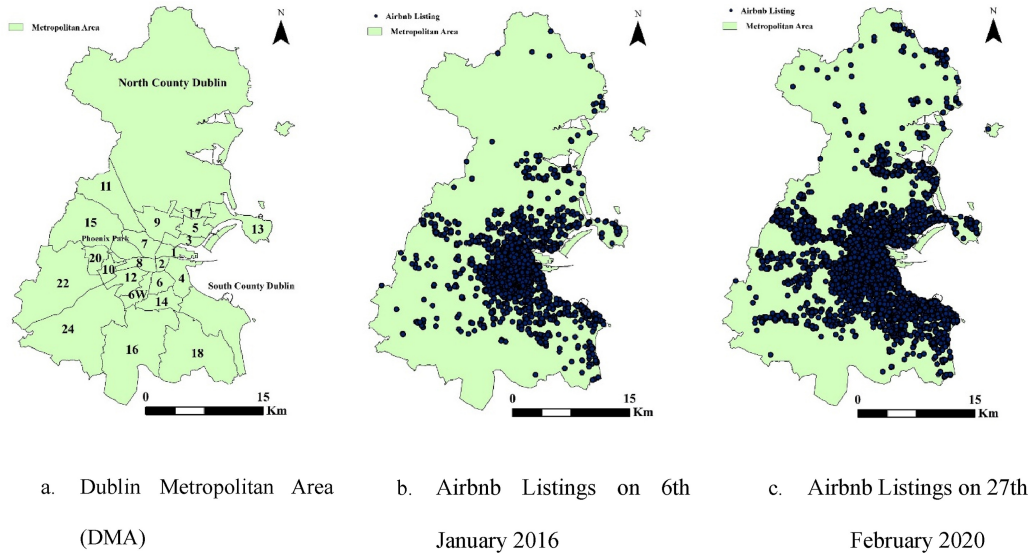 Metropolitan Area
N
North County Dublin
11
15
9
17
5
13
Phoenix Park
7
3
20
1
10
8
2
22
12
6
4
6W
14
South County Dublin
24
16
18
0 15
Km
Airbnb Listing
Metropolitan Area
N
0 15
Km
Airbnb Listing
Metropolitan Area
N
0 15
Km
a. Dublin Metropolitan Area
(DMA)
b. Airbnb Listings on 6th
January 2016
c. Airbnb Listings on 27th
February 2020